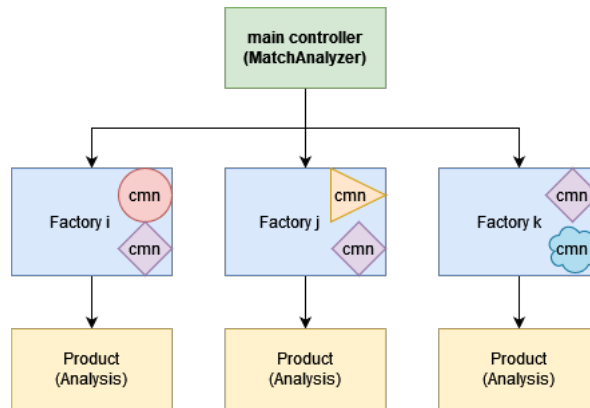 main controller
(MatchAnalyzer)
cmn
Factory i
cmn
cmn
Factory j
cmn
cmn
Factory k
cmn
Product
(Analysis)
Product
(Analysis)
Product
(Analysis)